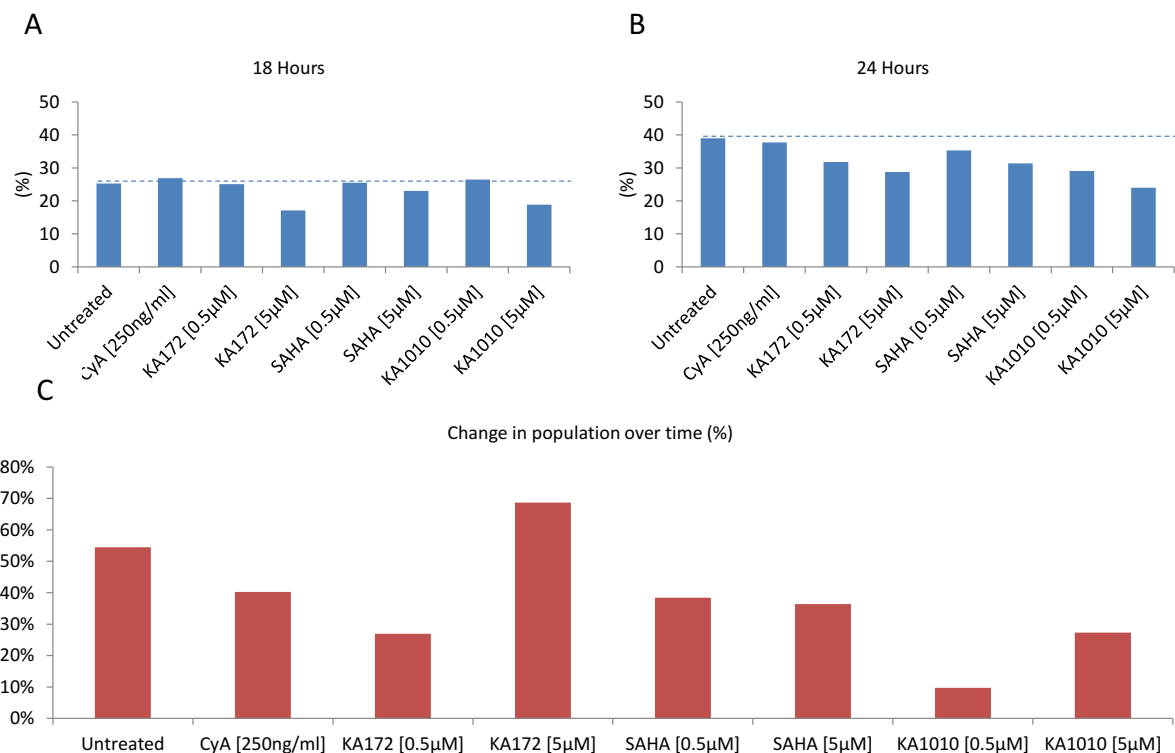 A
18 Hours
50
40
30
20
10
0
(%)
Untreated
CyA [250ng/ml]
KA172 [0.5µM]
KA172 [5µM]
SAHA [0.5µM]
SAHA [5µM]
KA1010 [0.5µM]
KA1010 [5µM]
B
24 Hours
50
40
30
20
10
0
(%)
Untreated
CyA [250ng/ml]
KA172 [0.5µM]
KA172 [5µM]
SAHA [0.5µM]
SAHA [5µM]
KA1010 [0.5µM]
KA1010 [5µM]
C
Change in population over time (%)
80%
70%
60%
50%
40%
30%
20%
10%
0%
Untreated
CyA [250ng/ml]
KA172 [0.5µM]
KA172 [5µM]
SAHA [0.5µM]
SAHA [5µM]
KA1010 [0.5µM]
KA1010 [5µM]